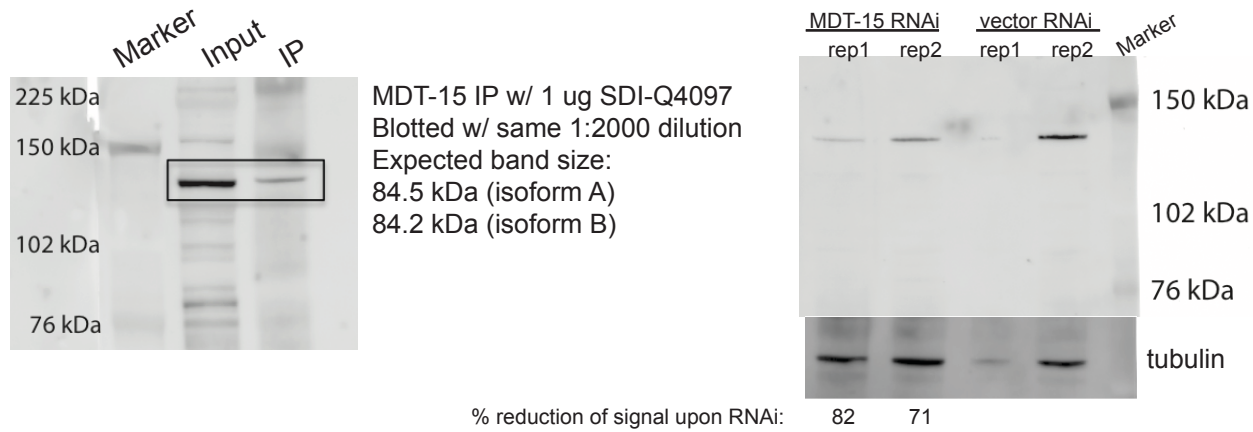 Marker Input IP
225 kDa
150 kDa
102 kDa
76 kDa
MDT-15 IP w/ 1 ug SDI-Q4097
Blotted w/ same 1:2000 dilution
Expected band size:
84.5 kDa (isoform A)
84.2 kDa (isoform B)
MDT-15 RNAi vector RNAi
rep1 rep2 rep1 rep2 Marker
150 kDa
102 kDa
76 kDa
tubulin
% reduction of signal upon RNAi: 82 71